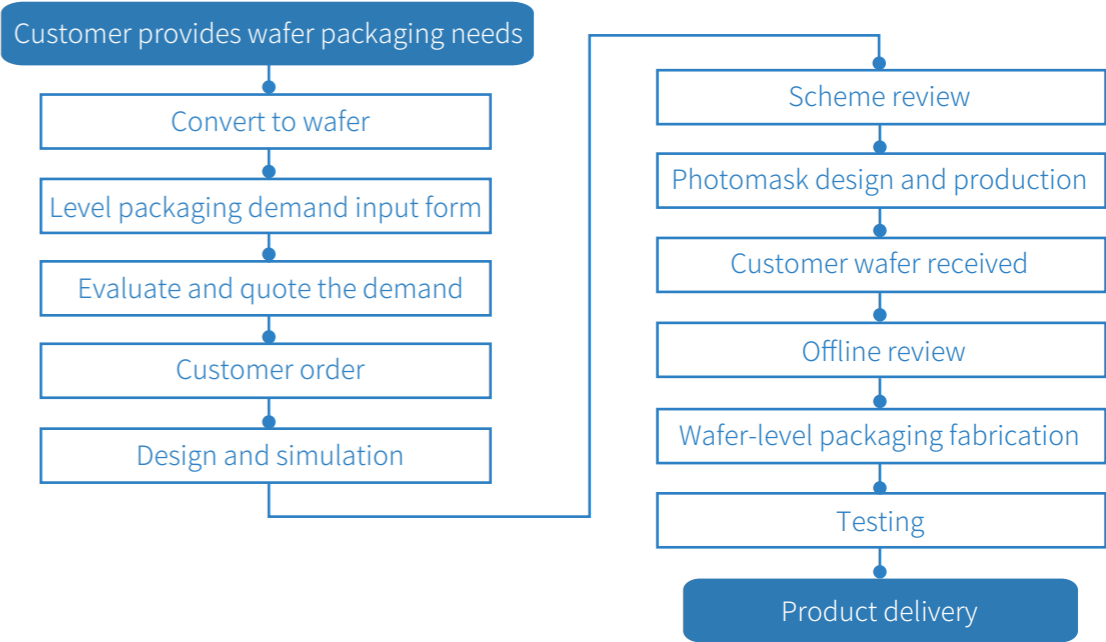 Customer provides wafer packaging needs
Convert to wafer
Level packaging demand input form
Evaluate and quote the demand
Customer order
Design and simulation
Scheme review
Photomask design and production
Customer wafer received
Offline review
Wafer-level packaging fabrication
Testing
Product delivery